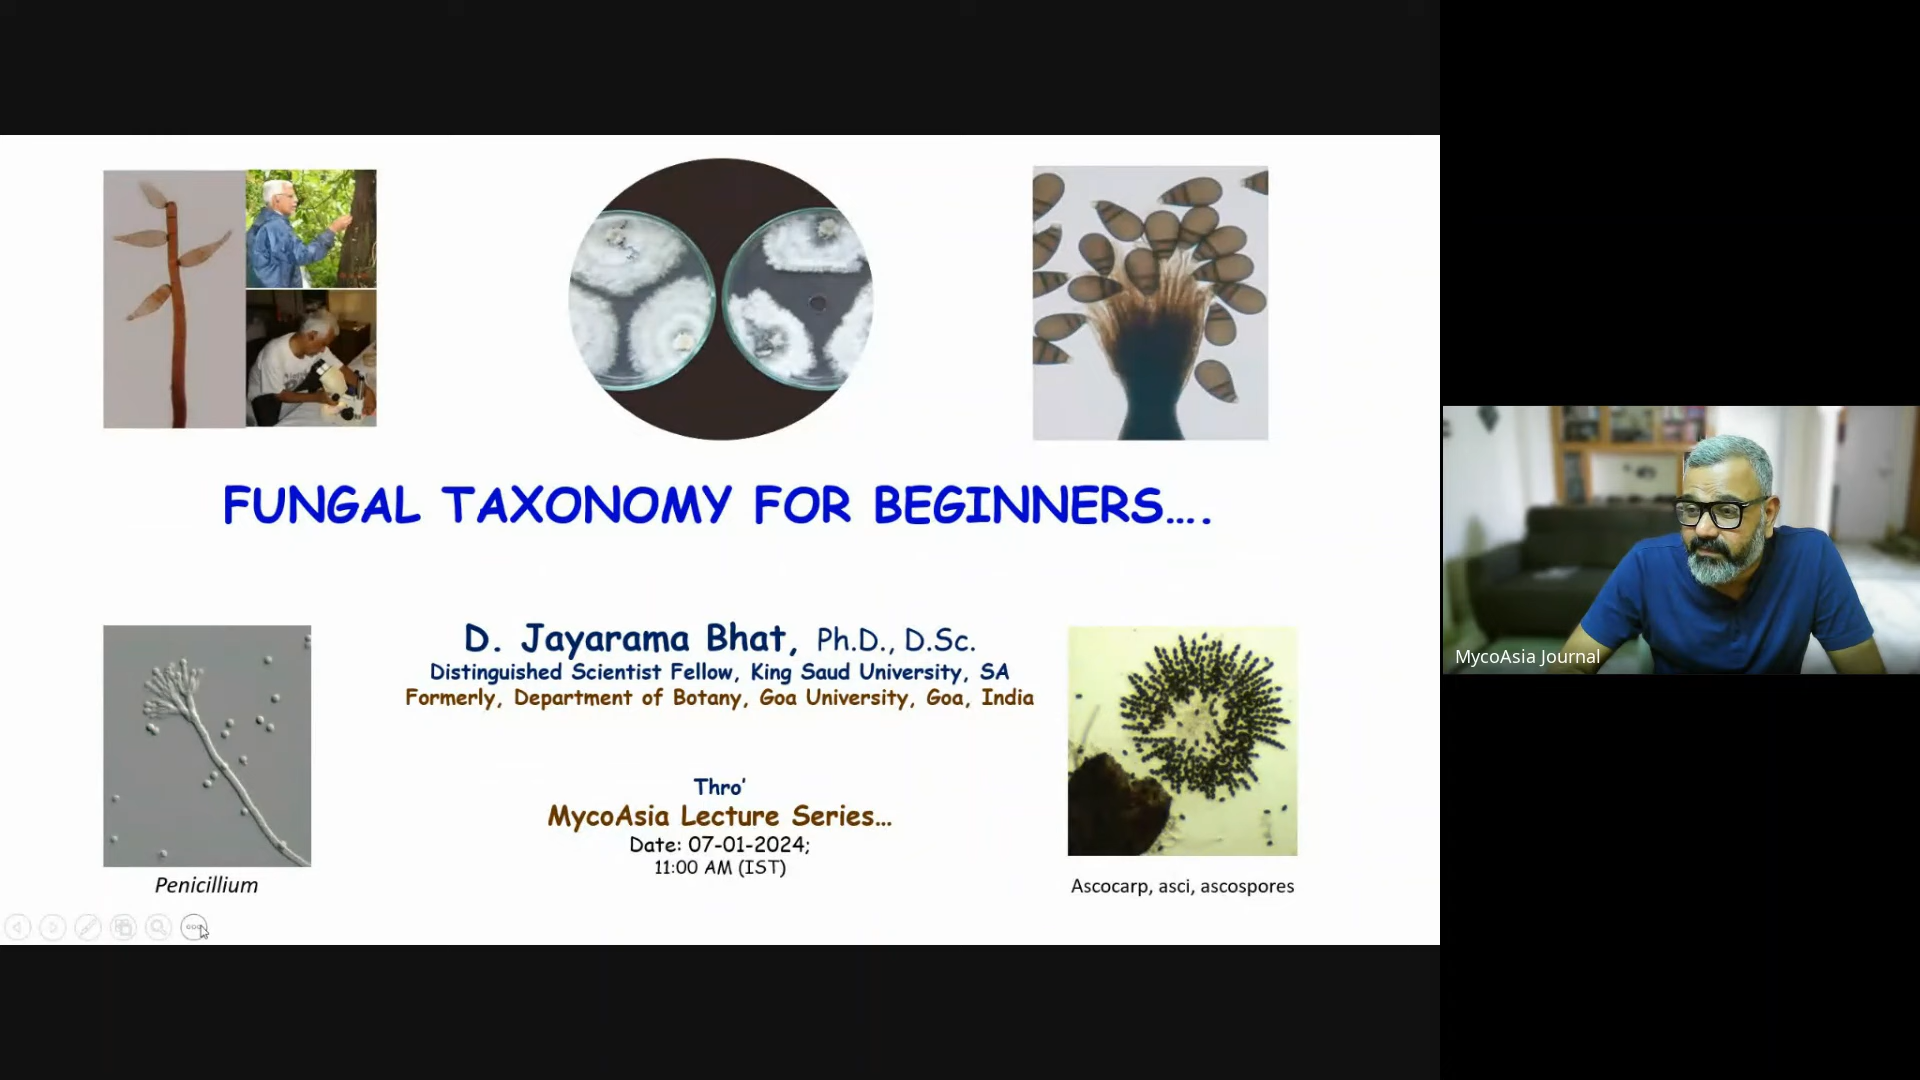 FUNGAL TAXONOMY FOR BEGINNERS....
D. Jayarama Bhat, Ph.D., D.Sc.
Distinguished Scientist Fellow, King Saud University, SA
Formerly, Department of Botany, Goa University, Goa, India
Thro'
MycoAsia Lecture Series...
Date: 07-01-2024;
11:00 AM (IST)
Penicillium
Ascocarp, asci, ascospores
MycoAsia Journal